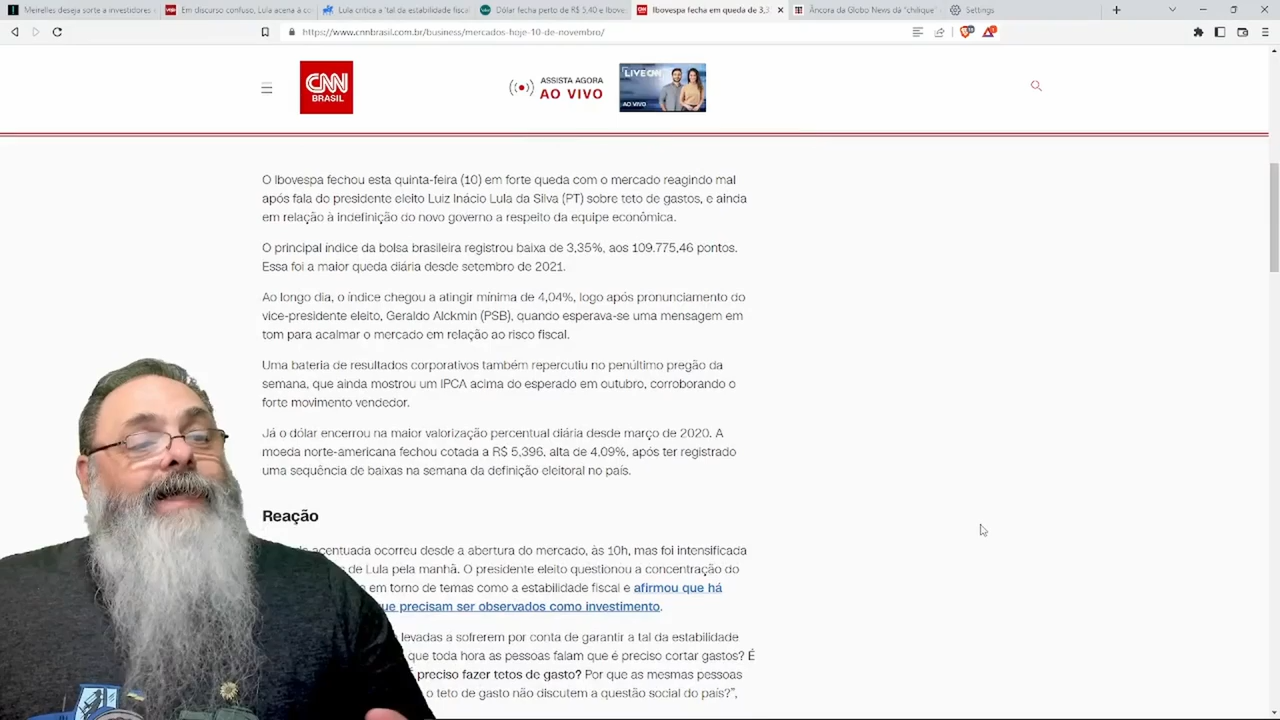 Meirelles deseja sorte a investidores
Em discurso confuso, Lula acena à co
Lula critica a 'tal da estabilidade fiscal
Dólar fecha perto de R$ 5,40 e Ibove
Ibovespa fecha em queda de 3,3
Âncora da Globo News dá "chilique"
Settings
https://www.cnnbrasil.com.br/business/mercados-hoje-10-de-novembro/
CNN
BRASIL
ASSISTA AGORA
AO VIVO
LIVE ON
AO VIVO
O Ibovespa fechou esta quinta-feira (10) em forte queda com o mercado reagindo mal
após fala do presidente eleito Luiz Inácio Lula da Silva (PT) sobre teto de gastos, e ainda
em relação à indefinição do novo governo a respeito da equipe econômica.
O principal índice da bolsa brasileira registrou baixa de 3,35%, aos 109.775,46 pontos.
Essa foi a maior queda diária desde setembro de 2021.
Ao longo dia, o índice chegou a atingir mínima de 4,04%, logo após pronunciamento do
vice-presidente eleito, Geraldo Alckmin (PSB), quando esperava-se uma mensagem em
tom para acalmar o mercado em relação ao risco fiscal.
Uma bateria de resultados corporativos também repercutiu no penúltimo pregão da
semana, que ainda mostrou um IPCA acima do esperado em outubro, corroborando o
forte movimento vendedor.
Já o dólar encerrou na maior valorização percentual diária desde março de 2020. A
moeda norte-americana fechou cotada a R$ 5,396, alta de 4,09%, após ter registrado
uma sequência de baixas na semana da definição eleitoral no país.
Reação
acentuada ocorreu desde a abertura do mercado, às 10h, mas foi intensificada
de Lula pela manhã. O presidente eleito questionou a concentração do
em torno de temas como a estabilidade fiscal e afirmou que há
que precisam ser observados como investimento.
levadas a sofrerem por conta de garantir a tal da estabilidade
que toda hora as pessoas falam que é preciso cortar gastos? É
preciso fazer tetos de gasto? Por que as mesmas pessoas
o teto de gasto não discutem a questão social do país?",